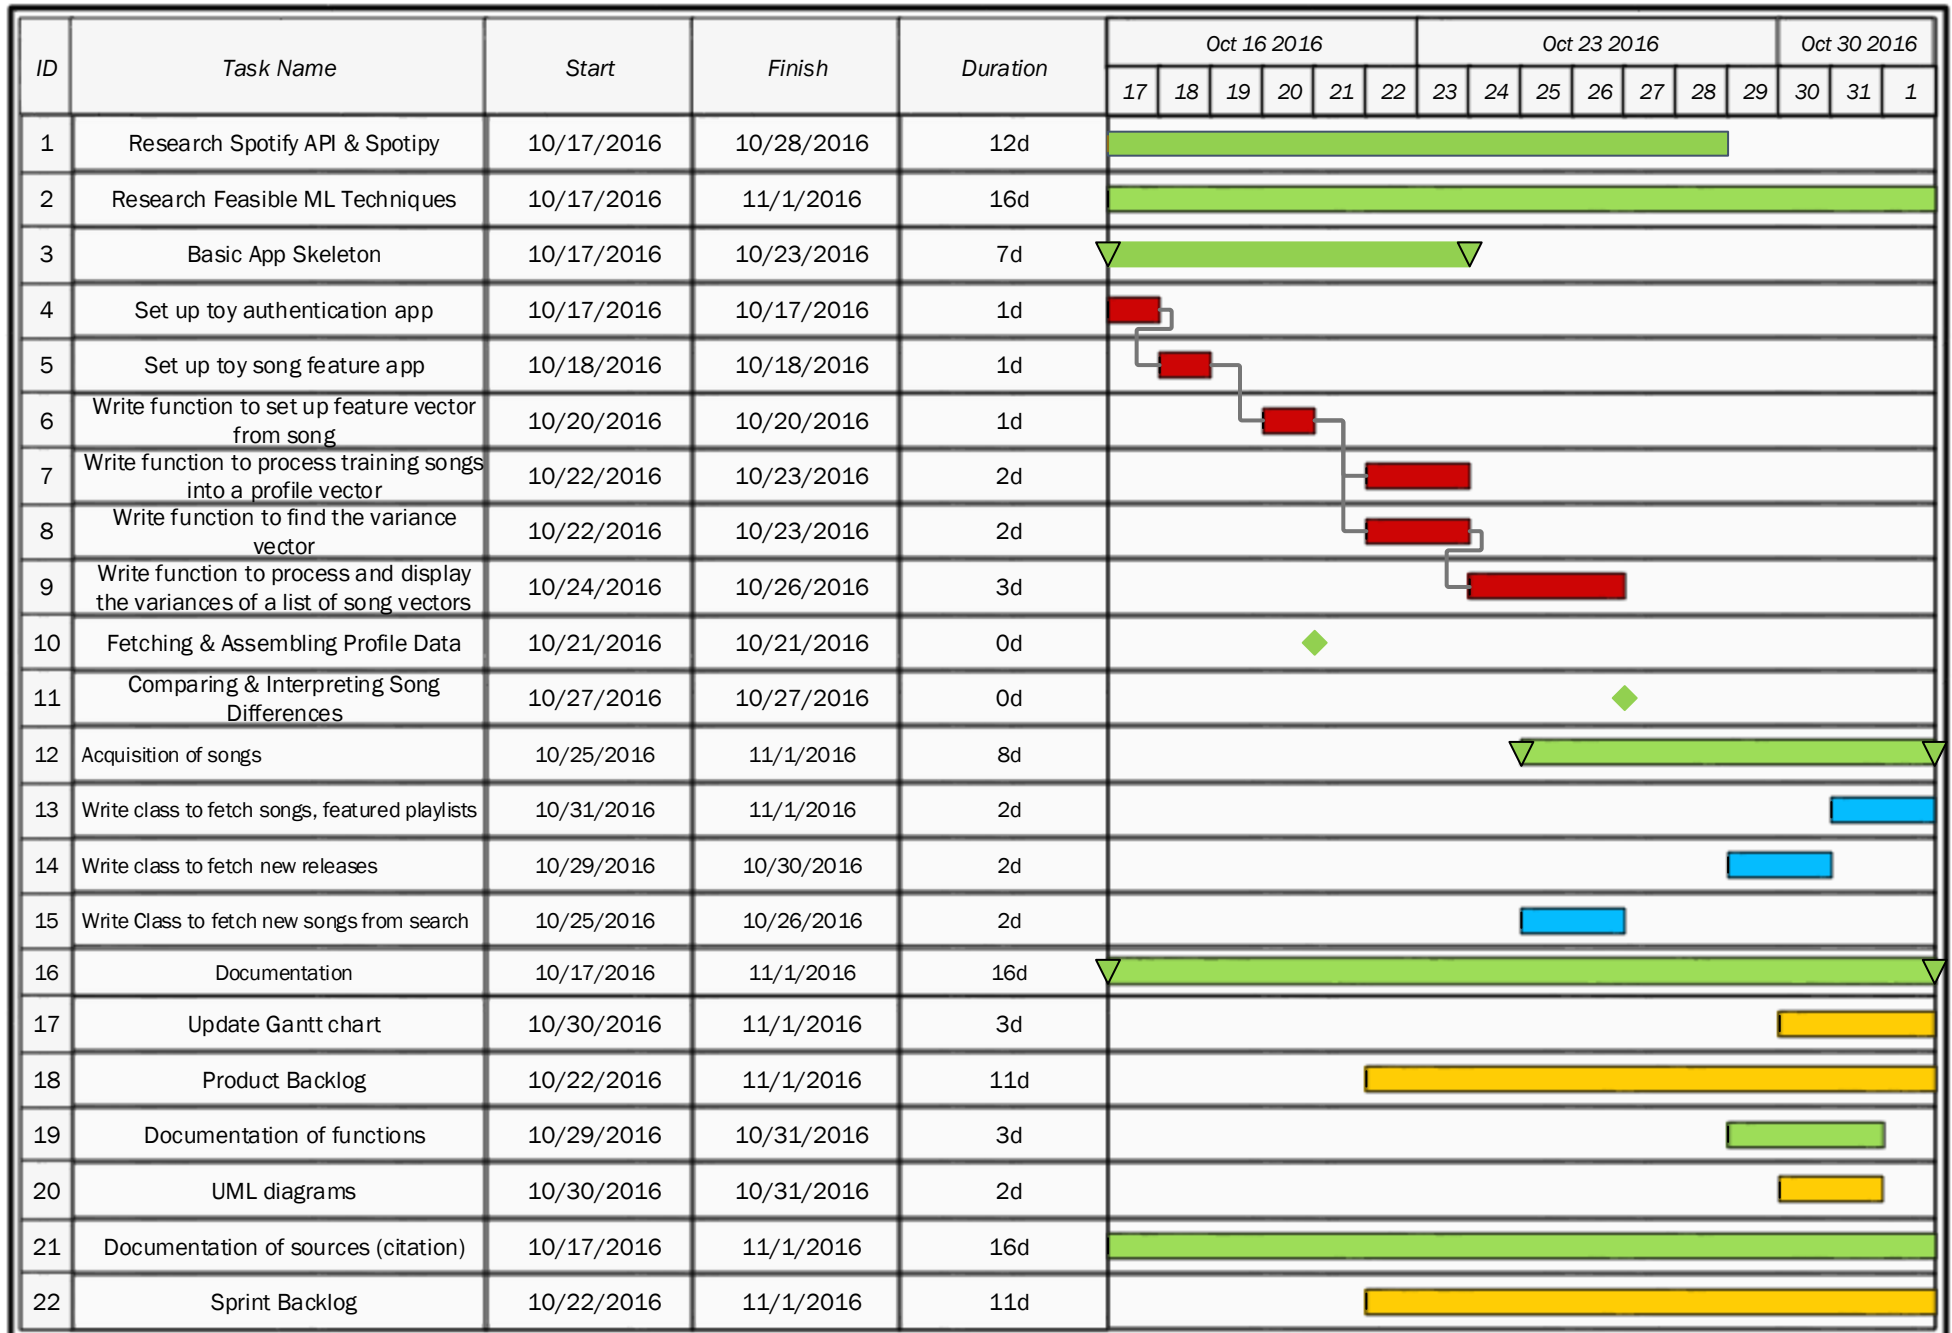 ID Task Name Start Finish Duration Oct 16 2016 Oct 23 2016 Oct 30 2016
17 18 19 20 21 22 23 24 25 26 27 28 29 30 31 1
1 Research Spotify API & Spotipy 10/17/2016 10/28/2016 12d
2 Research Feasible ML Techniques 10/17/2016 11/1/2016 16d
3 Basic App Skeleton 10/17/2016 10/23/2016 7d
4 Set up toy authentication app 10/17/2016 10/17/2016 1d
5 Set up toy song feature app 10/18/2016 10/18/2016 1d
6 Write function to set up feature vector
from song 10/20/2016 10/20/2016 1d
7 Write function to process training songs
into a profile vector 10/22/2016 10/23/2016 2d
8 Write function to find the variance
vector 10/22/2016 10/23/2016 2d
9 Write function to process and display
the variances of a list of song vectors 10/24/2016 10/26/2016 3d
10 Fetching & Assembling Profile Data 10/21/2016 10/21/2016 0d
11 Comparing & Interpreting Song
Differences 10/27/2016 10/27/2016 0d
12 Acquisition of songs 10/25/2016 11/1/2016 8d
13 Write class to fetch songs, featured playlists 10/31/2016 11/1/2016 2d
14 Write class to fetch new releases 10/29/2016 10/30/2016 2d
15 Write Class to fetch new songs from search 10/25/2016 10/26/2016 2d
16 Documentation 10/17/2016 11/1/2016 16d
17 Update Gantt chart 10/30/2016 11/1/2016 3d
18 Product Backlog 10/22/2016 11/1/2016 11d
19 Documentation of functions 10/29/2016 10/31/2016 3d
20 UML diagrams 10/30/2016 10/31/2016 2d
21 Documentation of sources (citation) 10/17/2016 11/1/2016 16d
22 Sprint Backlog 10/22/2016 11/1/2016 11d